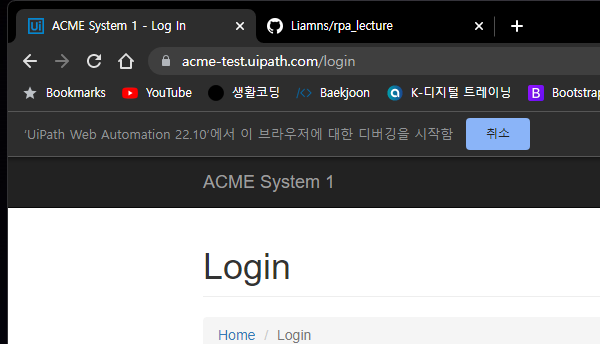 Ui ACME System 1 - Log In × Liamns/rpa_lecture × +
acme-test.uipath.com/login
Bookmarks YouTube 생활코딩 </> Baekjoon K-디지털 트레이닝 B Bootstrap
'UiPath Web Automation 22.10'에서 이 브라우저에 대한 디버깅을 시작함 취소
ACME System 1
Login
Home / Login